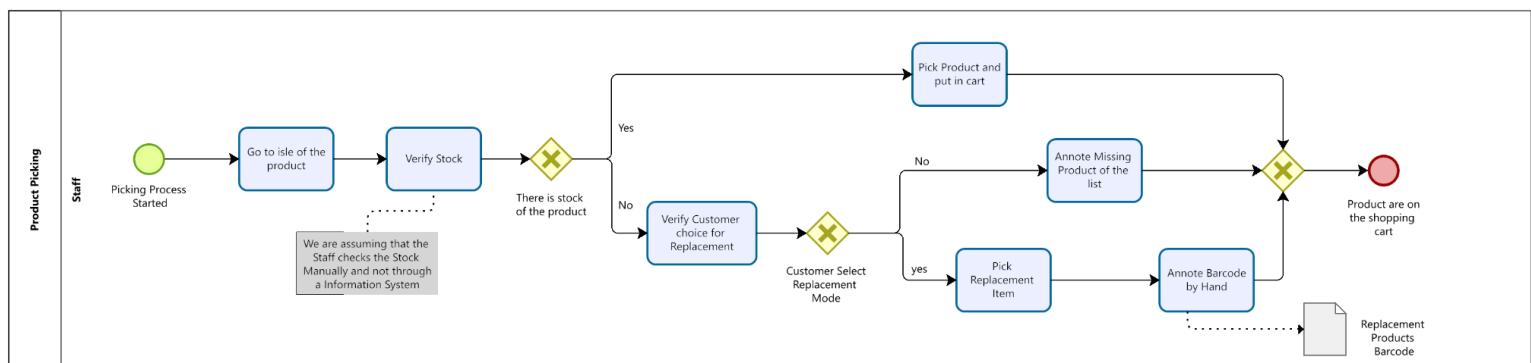 Product Picking
Staff
Picking Process
Started
Go to isle of the
product
Verify Stock
We are assuming that the
Staff checks the Stock
Manually and not through
a Information System
There is stock
of the product
Yes
No
Pick Product and
put in cart
Verify Customer
choice for
Replacement
Customer Select
Replacement
Mode
No
yes
Annote Missing
Product of the
list
Pick
Replacement
Item
Annote Barcode
by Hand
Replacement
Products
Barcode
Product are on
the shopping
cart